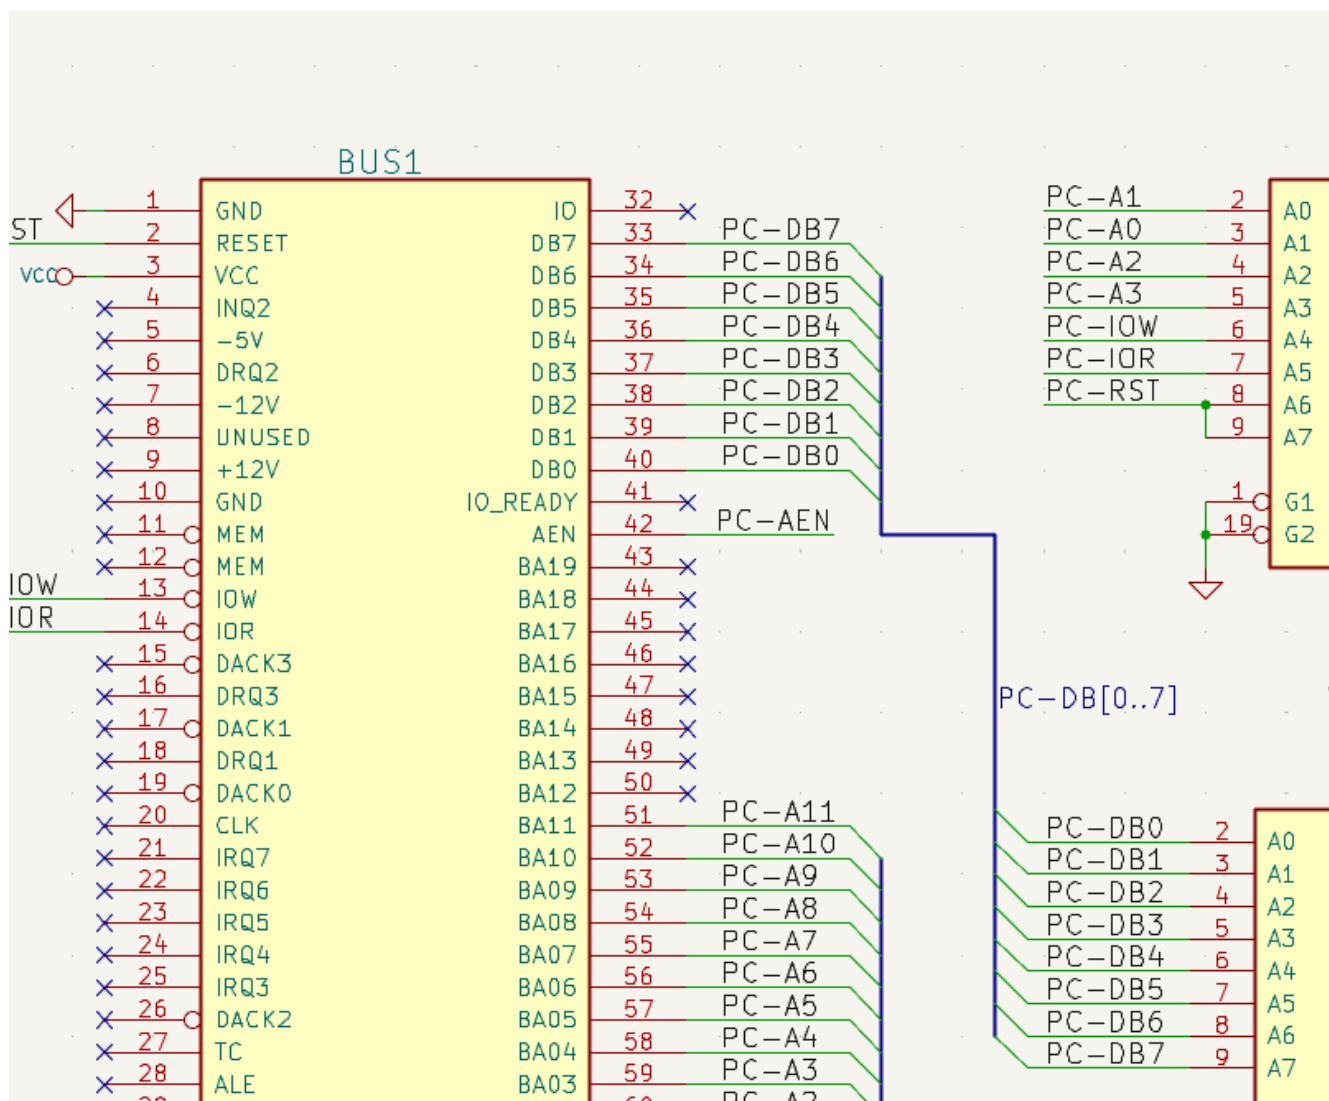 BUS1
1 GND IO 32
ST 2 RESET DB7 33 PC-DB7
VCC 3 VCC DB6 34 PC-DB6
4 INQ2 DB5 35 PC-DB5
5 -5V DB4 36 PC-DB4
6 DRQ2 DB3 37 PC-DB3
7 -12V DB2 38 PC-DB2
8 UNUSED DB1 39 PC-DB1
9 +12V DB0 40 PC-DB0
10 GND IO_READY 41
11 MEM AEN 42 PC-AEN
12 MEM BA19 43
IOW 13 IOW BA18 44
IOR 14 IOR BA17 45
15 DACK3 BA16 46
16 DRQ3 BA15 47
17 DACK1 BA14 48
18 DRQ1 BA13 49
19 DACK0 BA12 50
20 CLK BA11 51 PC-A11
21 IRQ7 BA10 52 PC-A10
22 IRQ6 BA09 53 PC-A9
23 IRQ5 BA08 54 PC-A8
24 IRQ4 BA07 55 PC-A7
25 IRQ3 BA06 56 PC-A6
26 DACK2 BA05 57 PC-A5
27 TC BA04 58 PC-A4
28 ALE BA03 59 PC-A3
PC-A1 2 A0
PC-A0 3 A1
PC-A2 4 A2
PC-A3 5 A3
PC-IOW 6 A4
PC-IOR 7 A5
PC-RST 8 A6
9 A7
1 G1
19 G2
PC-DB[0..7]
PC-DB0 2 A0
PC-DB1 3 A1
PC-DB2 4 A2
PC-DB3 5 A3
PC-DB4 6 A4
PC-DB5 7 A5
PC-DB6 8 A6
PC-DB7 9 A7